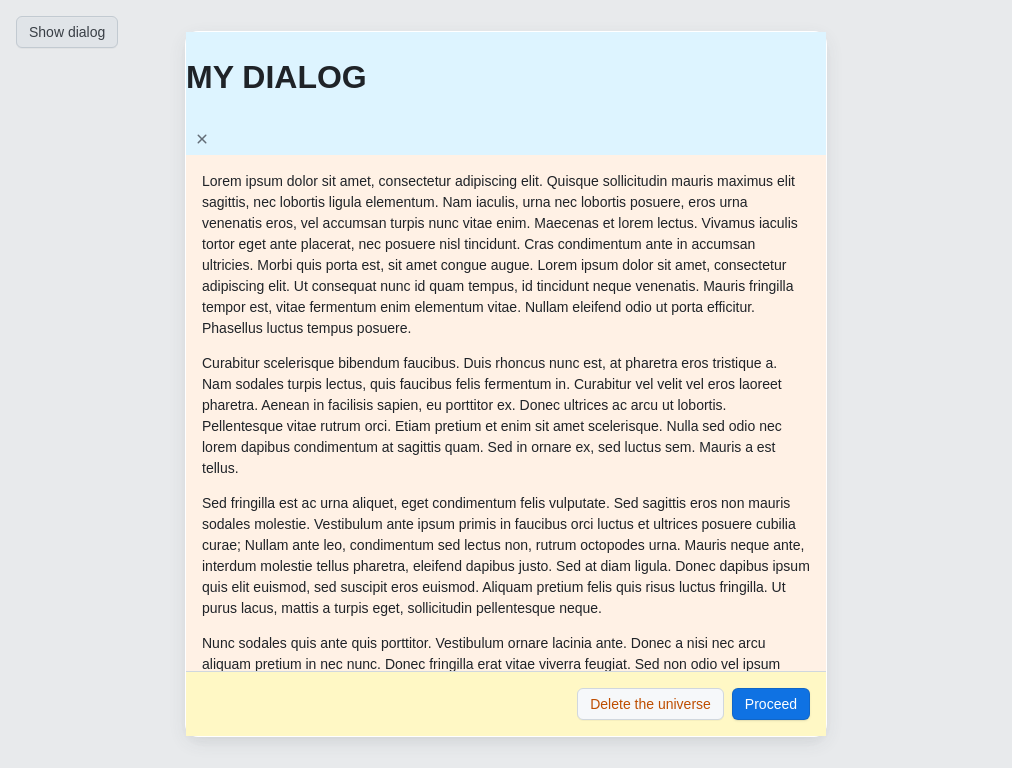 Show dialog
MY DIALOG
×
Lorem ipsum dolor sit amet, consectetur adipiscing elit. Quisque sollicitudin mauris maximus elit
sagittis, nec lobortis ligula elementum. Nam iaculis, urna nec lobortis posuere, eros urna
venenatis eros, vel accumsan turpis nunc vitae enim. Maecenas et lorem lectus. Vivamus iaculis
tortor eget ante placerat, nec posuere nisl tincidunt. Cras condimentum ante in accumsan
ultricies. Morbi quis porta est, sit amet congue augue. Lorem ipsum dolor sit amet, consectetur
adipiscing elit. Ut consequat nunc id quam tempus, id tincidunt neque venenatis. Mauris fringilla
tempor est, vitae fermentum enim elementum vitae. Nullam eleifend odio ut porta efficitur.
Phasellus luctus tempus posuere.
Curabitur scelerisque bibendum faucibus. Duis rhoncus nunc est, at pharetra eros tristique a.
Nam sodales turpis lectus, quis faucibus felis fermentum in. Curabitur vel velit vel eros laoreet
pharetra. Aenean in facilisis sapien, eu porttitor ex. Donec ultrices ac arcu ut lobortis.
Pellentesque vitae rutrum orci. Etiam pretium et enim sit amet scelerisque. Nulla sed odio nec
lorem dapibus condimentum at sagittis quam. Sed in ornare ex, sed luctus sem. Mauris a est
tellus.
Sed fringilla est ac urna aliquet, eget condimentum felis vulputate. Sed sagittis eros non mauris
sodales molestie. Vestibulum ante ipsum primis in faucibus orci luctus et ultrices posuere cubilia
curae; Nullam ante leo, condimentum sed lectus non, rutrum octopodes urna. Mauris neque ante,
interdum molestie tellus pharetra, eleifend dapibus justo. Sed at diam ligula. Donec dapibus ipsum
quis elit euismod, sed suscipit eros euismod. Aliquam pretium felis quis risus luctus fringilla. Ut
purus lacus, mattis a turpis eget, sollicitudin pellentesque neque.
Nunc sodales quis ante quis porttitor. Vestibulum ornare lacinia ante. Donec a nisi nec arcu
aliquam pretium in nec nunc. Donec fringilla erat vitae viverra feugiat. Sed non odio vel ipsum
Delete the universe
Proceed